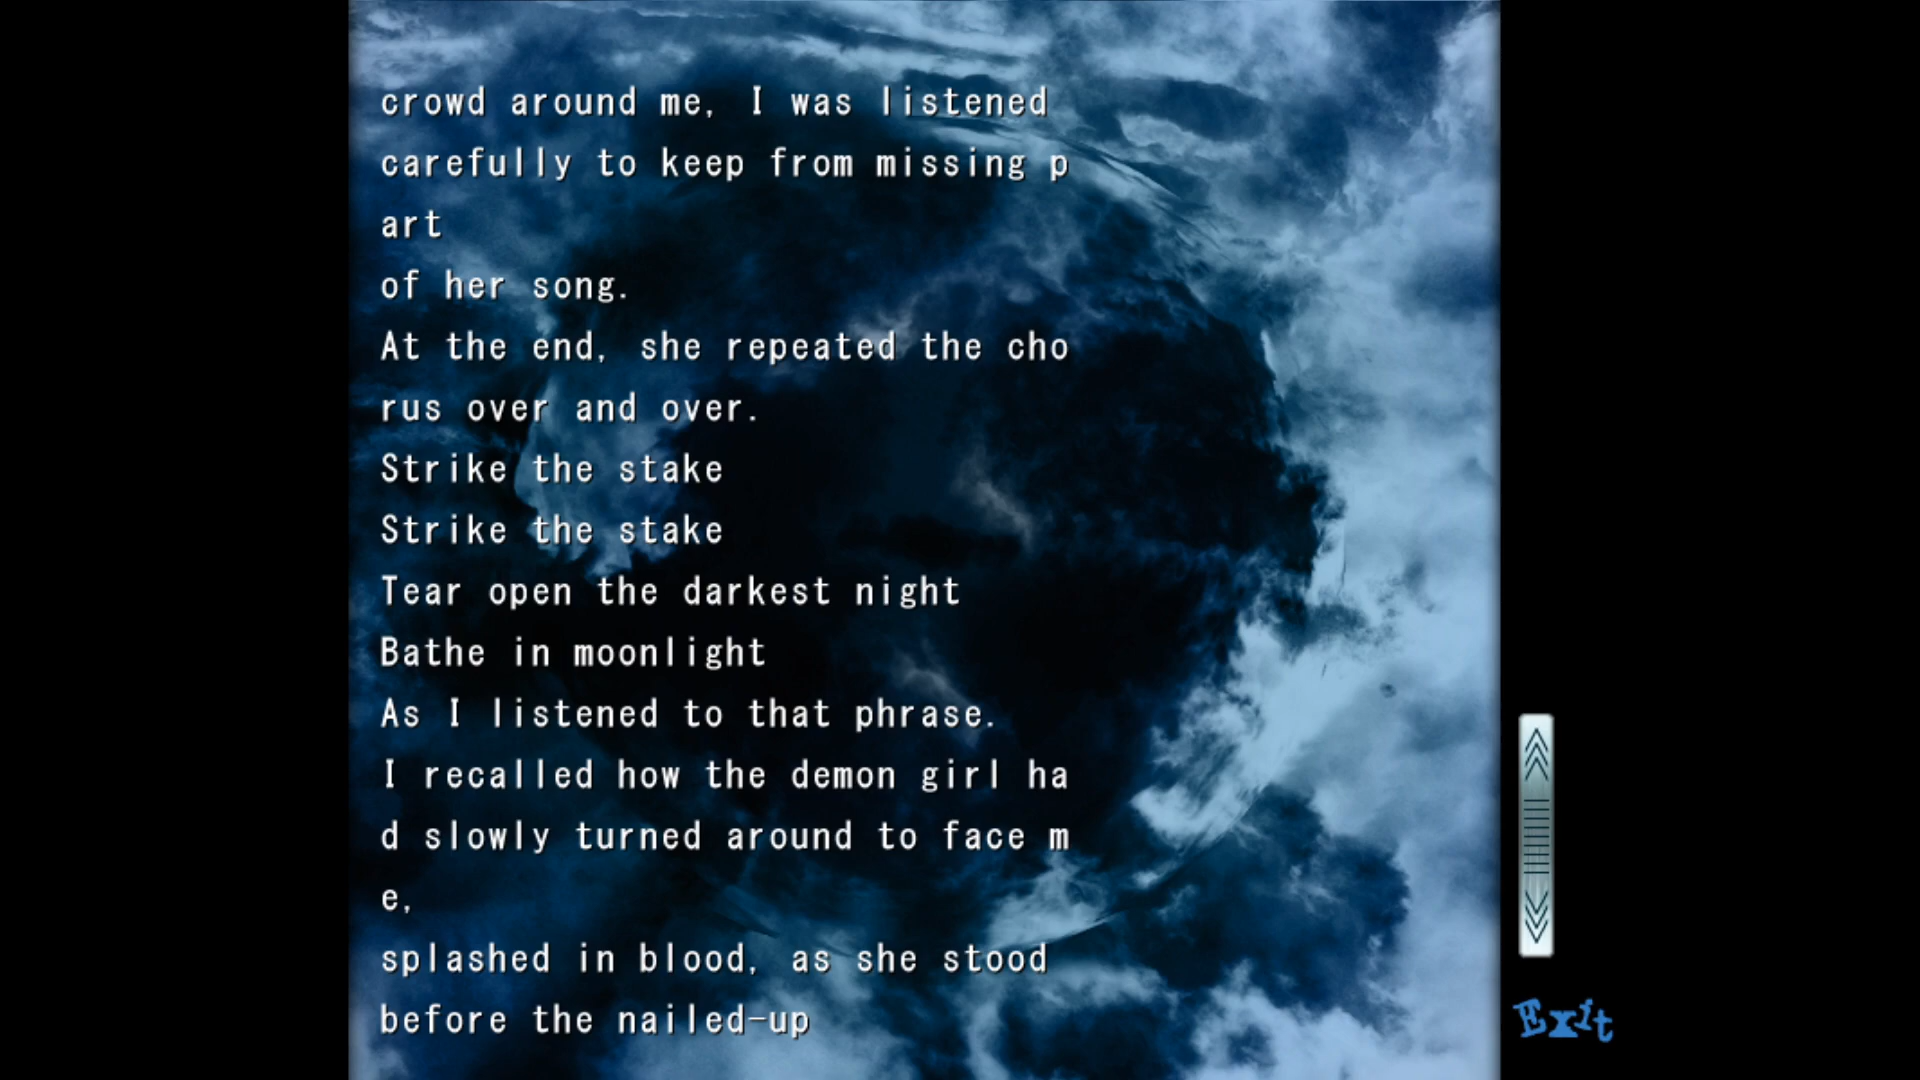 crowd around me, I was listened
carefully to keep from missing p
art
of her song.
At the end, she repeated the cho
rus over and over.
Strike the stake
Strike the stake
Tear open the darkest night
Bathe in moonlight
As I listened to that phrase.
I recalled how the demon girl ha
d slowly turned around to face m
e,
splashed in blood, as she stood
before the nailed-up
Exit